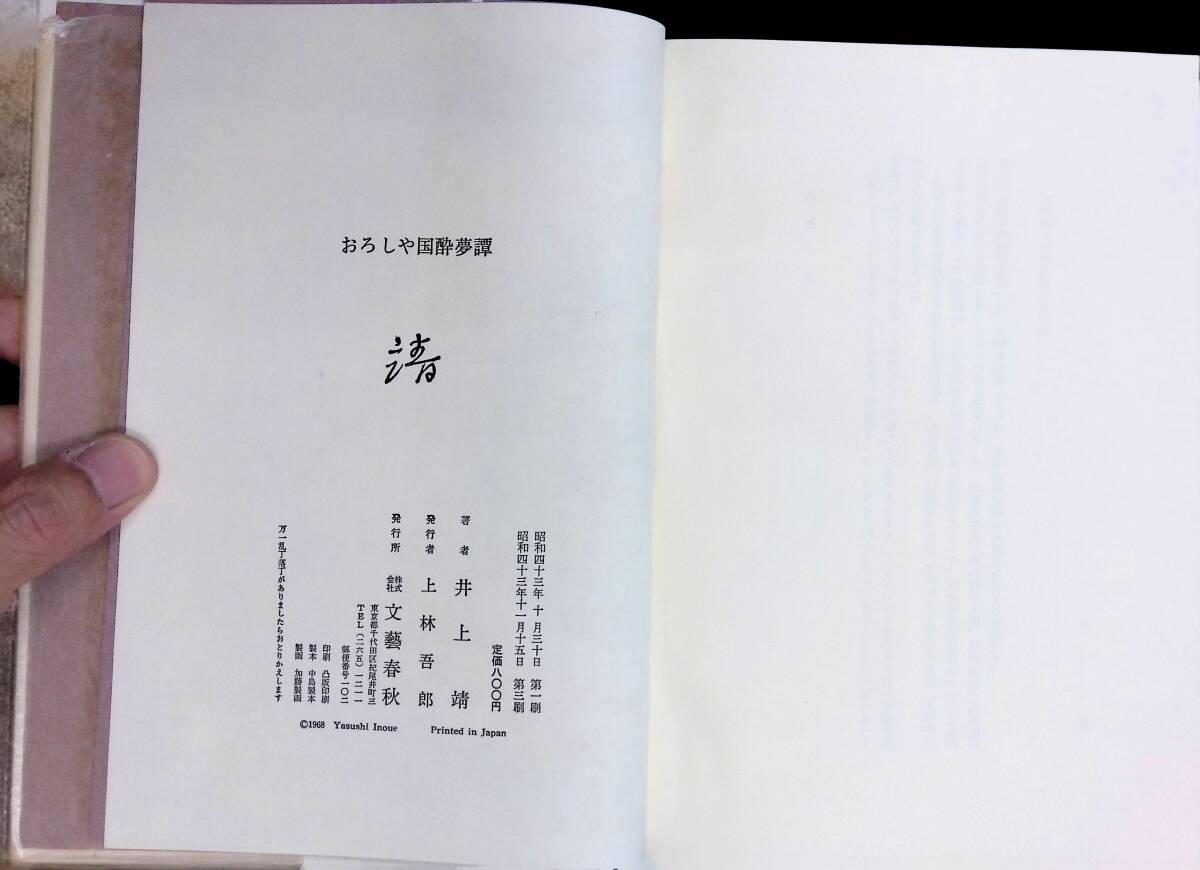 おろしや国酔夢譚
靖
昭和四十三年 十 月三十日 第一刷
昭和四十三年十一月十五日 第三刷
定価八〇〇円
著者 井上靖
発行者 上林吾郎
発行所 株式会社 文藝春秋
東京都千代田区紀尾井町三
TEL(二六五)一二一一
郵便番号一〇二
印刷 凸版印刷
製本 中島製本
製函 加藤製函
万一乱丁落丁がありましたらおとりかえします
©1968 Yasushi Inoue Printed in Japan